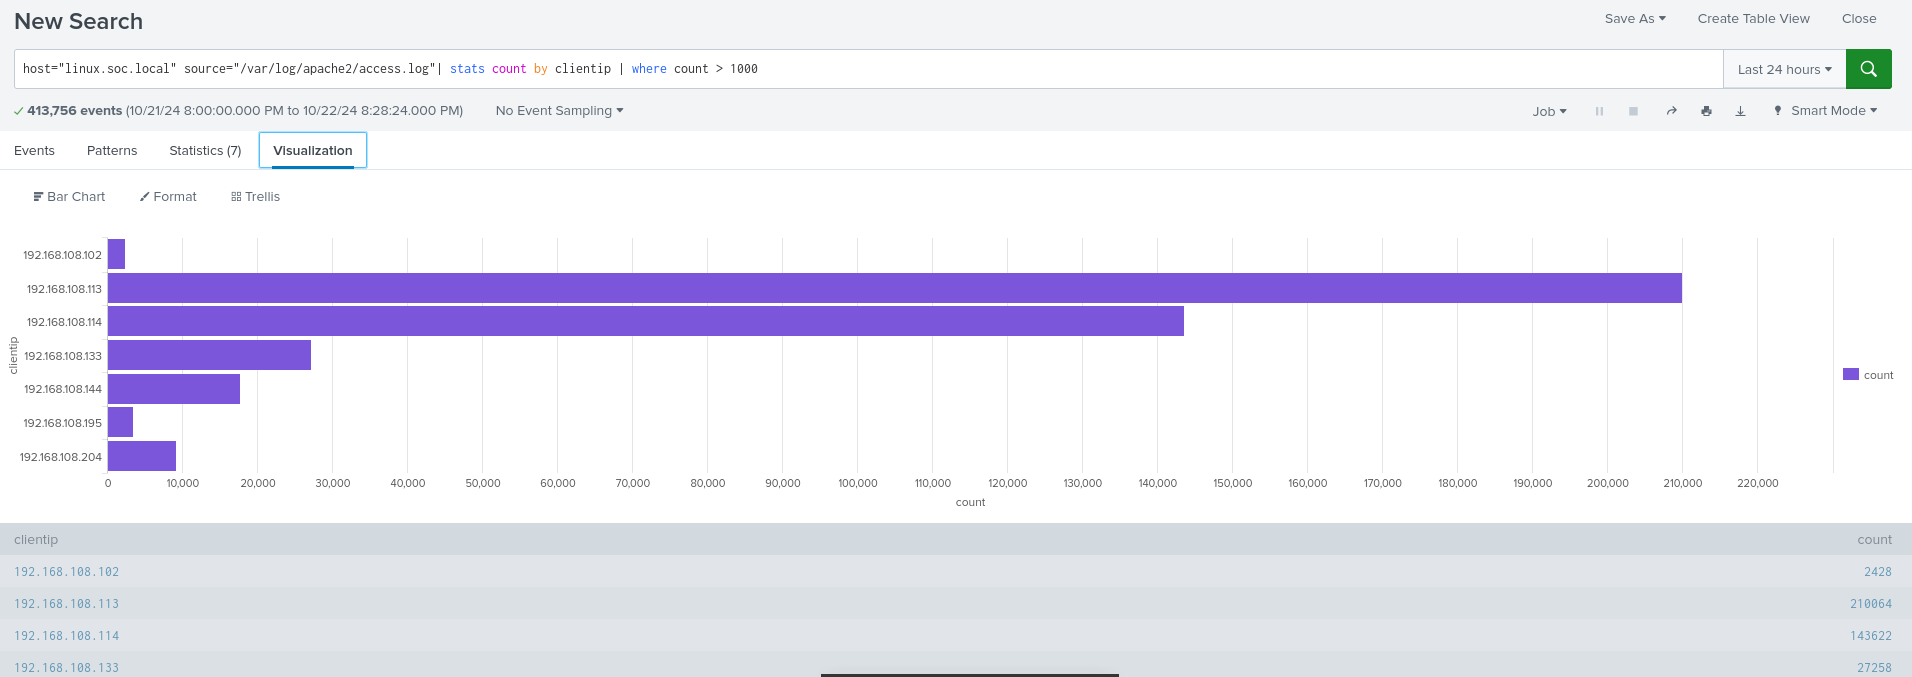 New Search
Save As Create Table View Close
host="linux.soc.local" source="/var/log/apache2/access.log"| stats count by clientip | where count > 1000
Last 24 hours
413,756 events (10/21/24 8:00:00.000 PM to 10/22/24 8:28:24.000 PM) No Event Sampling
Job Smart Mode
Events Patterns Statistics (7) Visualization
Bar Chart Format Trellis
192.168.108.102
192.168.108.113
192.168.108.114
192.168.108.133
192.168.108.144
192.168.108.195
192.168.108.204
clientip
0 10,000 20,000 30,000 40,000 50,000 60,000 70,000 80,000 90,000 100,000 110,000 120,000 130,000 140,000 150,000 160,000 170,000 180,000 190,000 200,000 210,000 220,000
count
count
clientip count
192.168.108.102 2428
192.168.108.113 210064
192.168.108.114 143622
192.168.108.133 27258